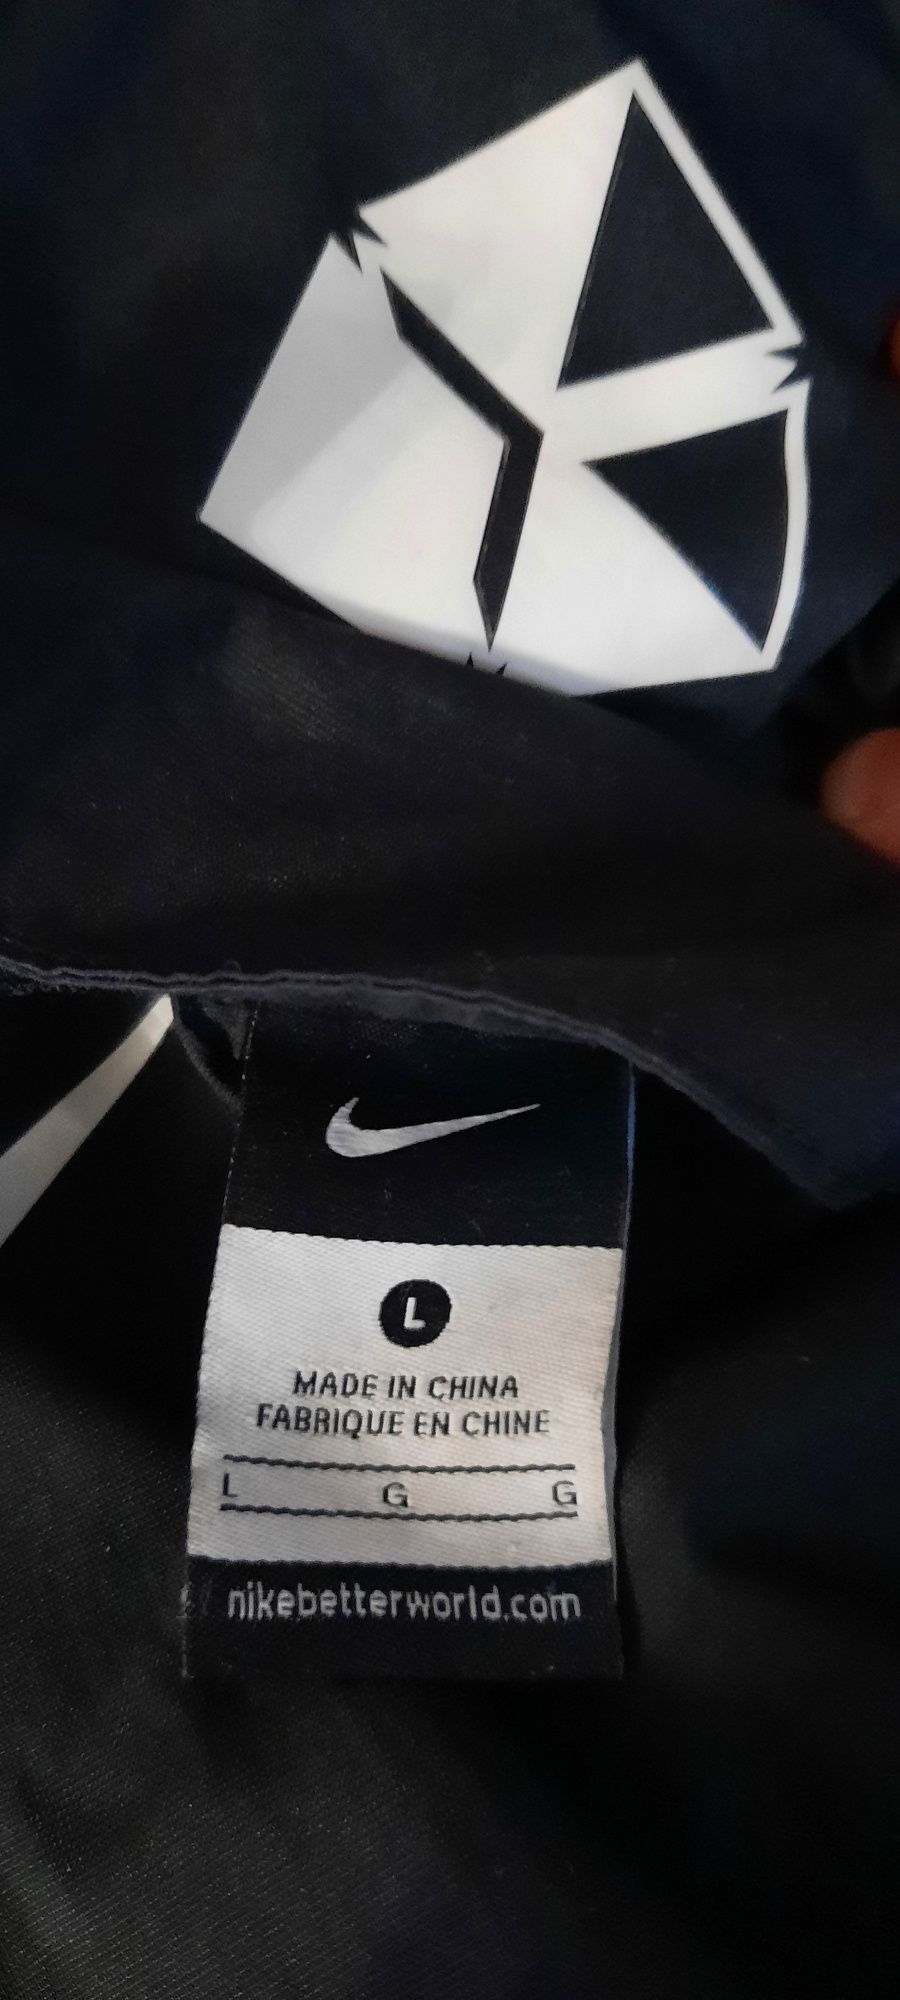 L
MADE IN CHINA
FABRIQUE EN CHINE
L G G
nikebetterworld.com